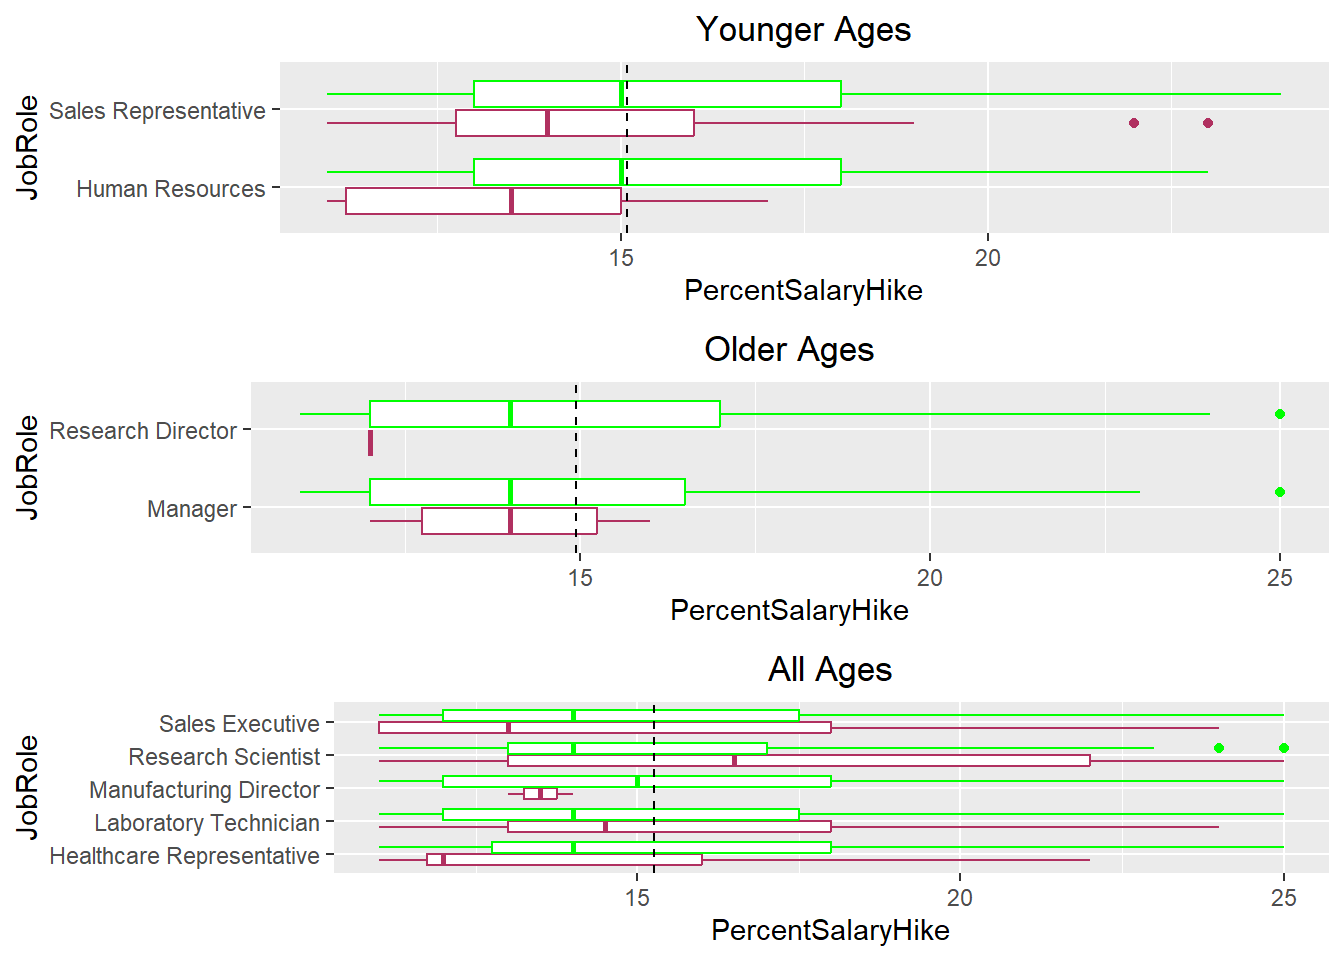 Younger Ages
JobRole
Sales Representative
Human Resources
15 20
PercentSalaryHike
Older Ages
JobRole
Research Director
Manager
15 20 25
PercentSalaryHike
All Ages
JobRole
Sales Executive
Research Scientist
Manufacturing Director
Laboratory Technician
Healthcare Representative
15 20 25
PercentSalaryHike